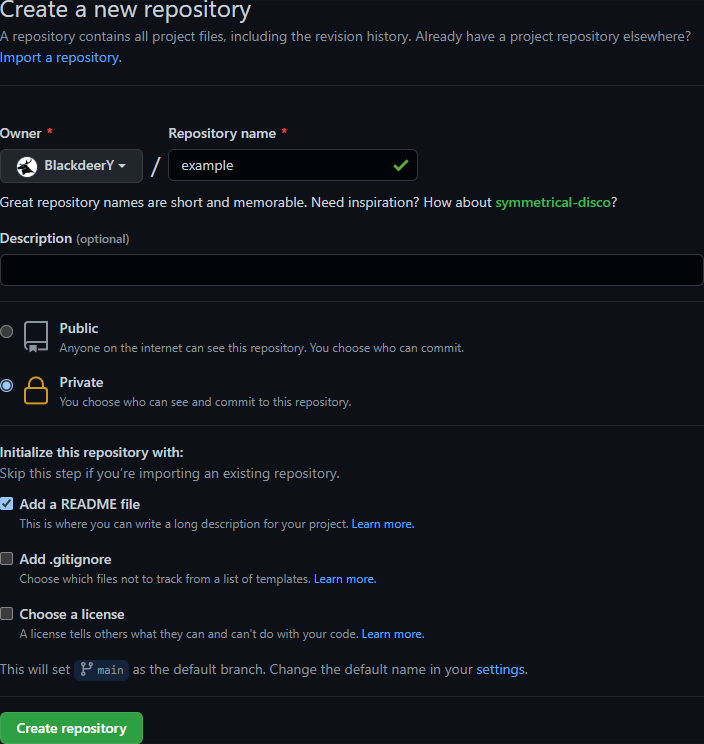 Create a new repository
A repository contains all project files, including the revision history. Already have a project repository elsewhere?
Import a repository.
Owner * Repository name *
BlackdeerY / example
Great repository names are short and memorable. Need inspiration? How about symmetrical-disco?
Description (optional)
Public
Anyone on the internet can see this repository. You choose who can commit.
Private
You choose who can see and commit to this repository.
Initialize this repository with:
Skip this step if you’re importing an existing repository.
Add a README file
This is where you can write a long description for your project. Learn more.
Add .gitignore
Choose which files not to track from a list of templates. Learn more.
Choose a license
A license tells others what they can and can't do with your code. Learn more.
This will set main as the default branch. Change the default name in your settings.
Create repository